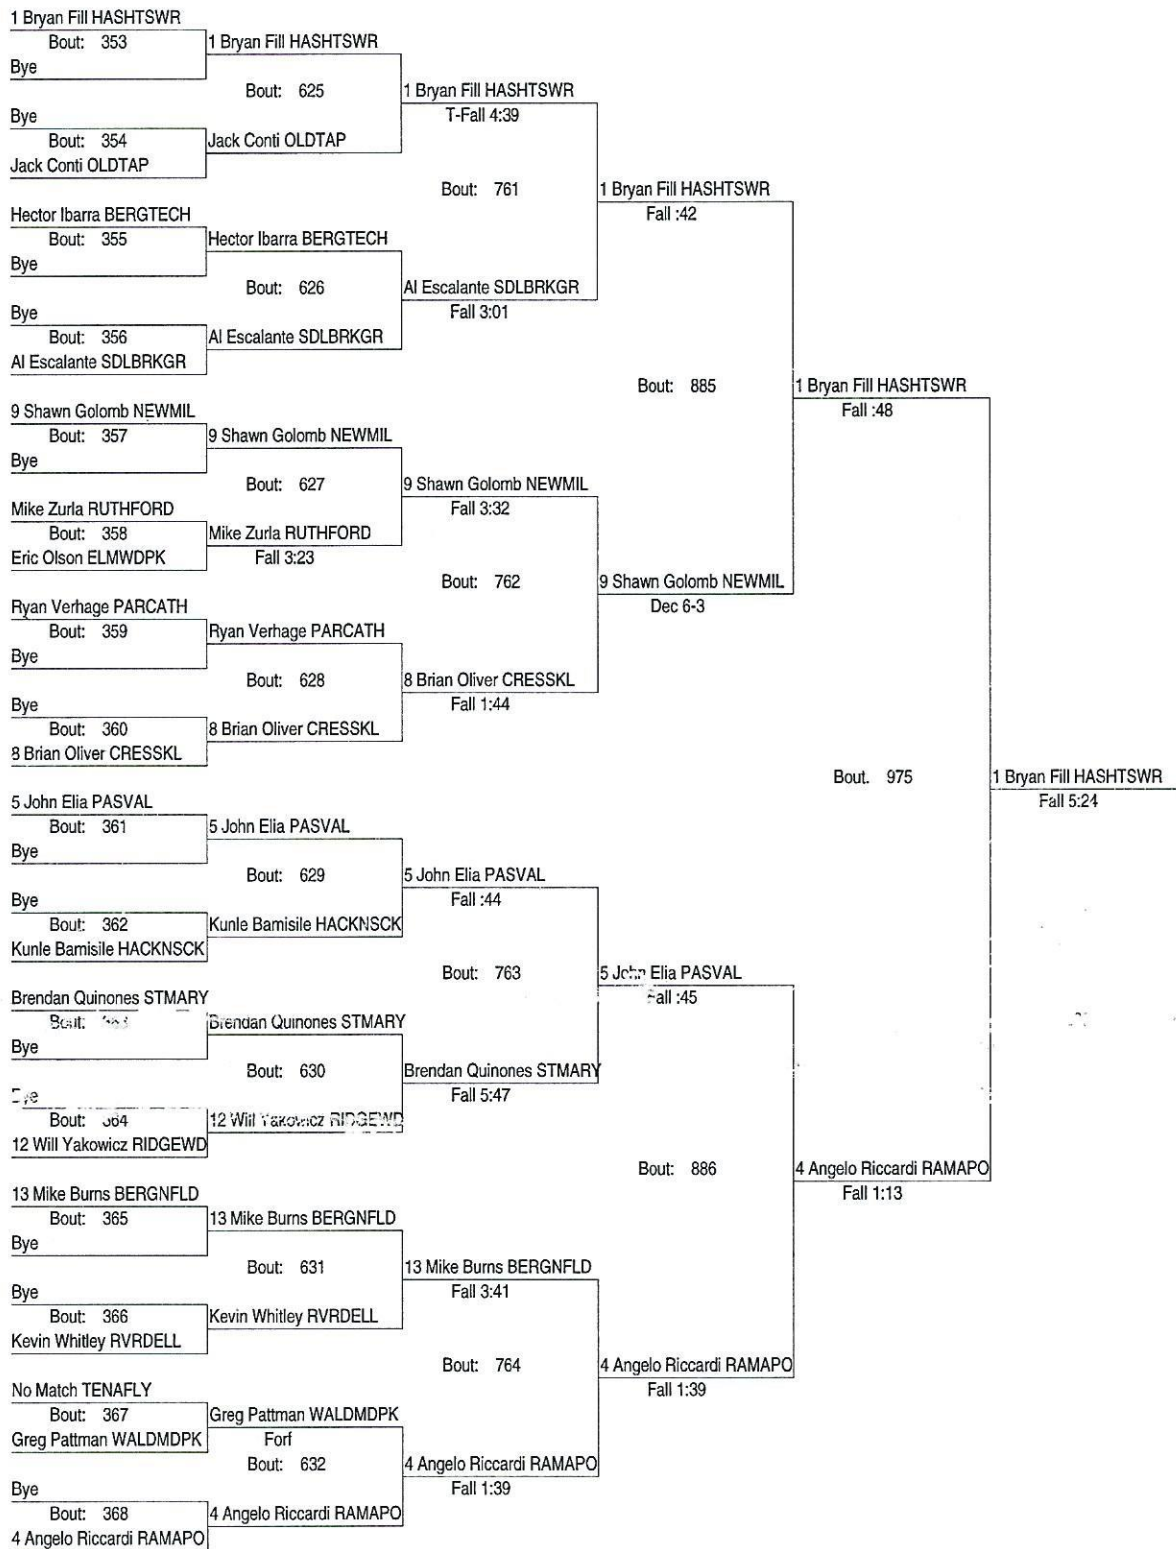 1 Bryan Fill HASHTSWR
Bout: 353
Bye
1 Bryan Fill HASHTSWR
Bout: 625
Bye
Bout: 354
Jack Conti OLDTAP
Jack Conti OLDTAP
1 Bryan Fill HASHTSWR
T-Fall 4:39
Bout: 761
Hector Ibarra BERGTECH
Bout: 355
Bye
Hector Ibarra BERGTECH
Bout: 626
Bye
Bout: 356
Al Escalante SDLBRKGR
Al Escalante SDLBRKGR
Al Escalante SDLBRKGR
Fall 3:01
1 Bryan Fill HASHTSWR
Fall :42
Bout: 885
9 Shawn Golomb NEWMIL
Bout: 357
Bye
9 Shawn Golomb NEWMIL
Bout: 627
Mike Zurla RUTHFORD
Bout: 358
Eric Olson ELMWDPK
Mike Zurla RUTHFORD
Fall 3:23
9 Shawn Golomb NEWMIL
Fall 3:32
Bout: 762
Ryan Verhage PARCATH
Bout: 359
Bye
Ryan Verhage PARCATH
Bout: 628
Bye
Bout: 360
8 Brian Oliver CRESSKL
8 Brian Oliver CRESSKL
8 Brian Oliver CRESSKL
Fall 1:44
9 Shawn Golomb NEWMIL
Dec 6-3
1 Bryan Fill HASHTSWR
Fall :48
Bout. 975
1 Bryan Fill HASHTSWR
Fall 5:24
5 John Elia PASVAL
Bout: 361
Bye
5 John Elia PASVAL
Bout: 629
Bye
Bout: 362
Kunle Bamisile HACKNSCK
Kunle Bamisile HACKNSCK
5 John Elia PASVAL
Fall :44
Bout: 763
Brendan Quinones STMARY
Bout:
Bye
Brendan Quinones STMARY
Bout: 630
Bye
Bout: 364
12 Will Yakowicz RIDGEWD
12 Will Yakowicz RIDGEWD
Brendan Quinones STMARY
Fall 5:47
5 John Elia PASVAL
Fall :45
Bout: 886
13 Mike Burns BERGNFLD
Bout: 365
Bye
13 Mike Burns BERGNFLD
Bout: 631
Bye
Bout: 366
Kevin Whitley RVRDELL
Kevin Whitley RVRDELL
13 Mike Burns BERGNFLD
Fall 3:41
Bout: 764
No Match TENAFLY
Bout: 367
Greg Pattman WALDMDPK
Greg Pattman WALDMDPK
Forf
Bout: 632
Bye
Bout: 368
4 Angelo Riccardi RAMAPO
4 Angelo Riccardi RAMAPO
4 Angelo Riccardi RAMAPO
Fall 1:39
4 Angelo Riccardi RAMAPO
Fall 1:39
4 Angelo Riccardi RAMAPO
Fall 1:13